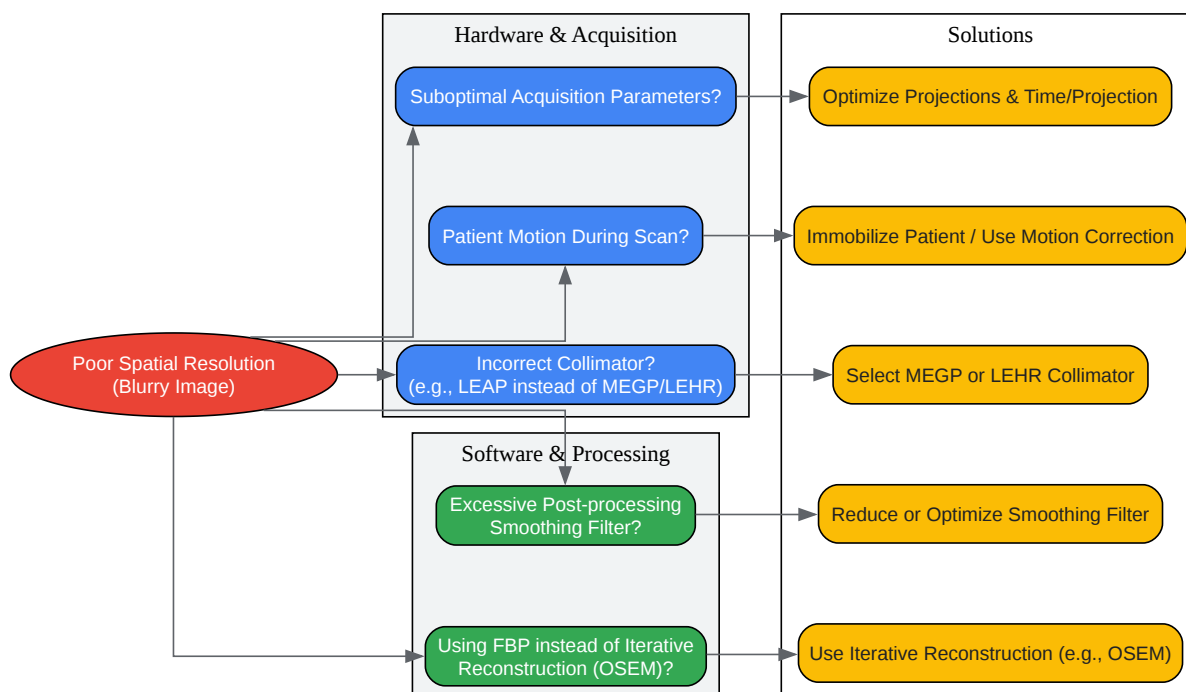 Hardware & Acquisition
Solutions
Suboptimal Acquisition Parameters?
Optimize Projections & Time/Projection
Patient Motion During Scan?
Immobilize Patient / Use Motion Correction
Poor Spatial Resolution
(Blurry Image)
Incorrect Collimator?
(e.g., LEAP instead of MEGP/LEHR)
Select MEGP or LEHR Collimator
Software & Processing
Excessive Post-processing
Smoothing Filter?
Reduce or Optimize Smoothing Filter
Using FBP instead of Iterative
Reconstruction (OSEM)?
Use Iterative Reconstruction (e.g., OSEM)